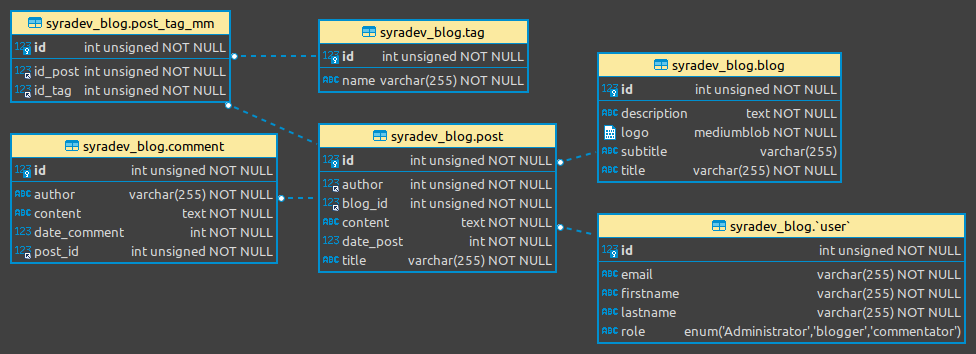 syradev_blog.post_tag_mm
123 id int unsigned NOT NULL
123 id_post int unsigned NOT NULL
123 id_tag int unsigned NOT NULL
syradev_blog.tag
123 id int unsigned NOT NULL
ABC name varchar(255) NOT NULL
syradev_blog.blog
123 id int unsigned NOT NULL
ABC description text NOT NULL
logo mediumblob NOT NULL
ABC subtitle varchar(255)
ABC title varchar(255) NOT NULL
syradev_blog.comment
123 id int unsigned NOT NULL
ABC author varchar(255) NOT NULL
ABC content text NOT NULL
123 date_comment int NOT NULL
123 post_id int unsigned NOT NULL
syradev_blog.post
123 id int unsigned NOT NULL
123 author int unsigned NOT NULL
123 blog_id int unsigned NOT NULL
ABC content text NOT NULL
123 date_post int NOT NULL
ABC title varchar(255) NOT NULL
syradev_blog.`user`
123 id int unsigned NOT NULL
ABC email varchar(255) NOT NULL
ABC firstname varchar(255) NOT NULL
ABC lastname varchar(255) NOT NULL
ABC role enum('Administrator','blogger','commentator')